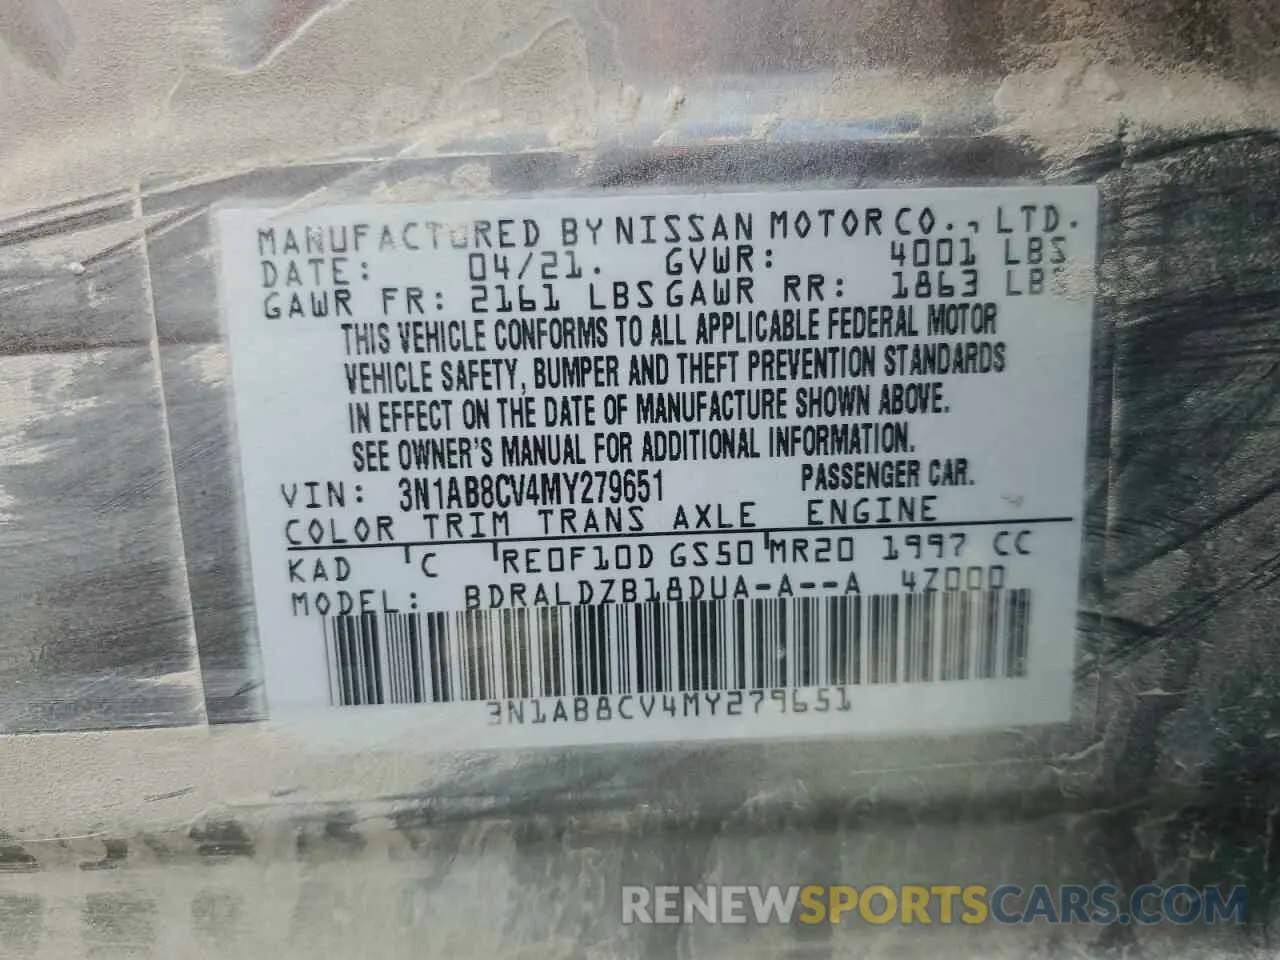 MANUFACTURED BY NISSAN MOTOR CO., LTD.
DATE: 04/21. GVWR: 4001 LBS
GAWR FR: 2161 LBS GAWR RR: 1863 LBS
THIS VEHICLE CONFORMS TO ALL APPLICABLE FEDERAL MOTOR
VEHICLE SAFETY, BUMPER AND THEFT PREVENTION STANDARDS
IN EFFECT ON THE DATE OF MANUFACTURE SHOWN ABOVE.
SEE OWNER'S MANUAL FOR ADDITIONAL INFORMATION.
VIN: 3N1AB8CV4MY279651 PASSENGER CAR.
COLOR TRIM TRANS AXLE ENGINE
KAD C RE0F10D GS50 MR20 1997 CC
MODEL: BDRALDZB18DUA-A--A 4Z000
3N1AB8CV4MY279651
RENEWSPORTSCARS.COM